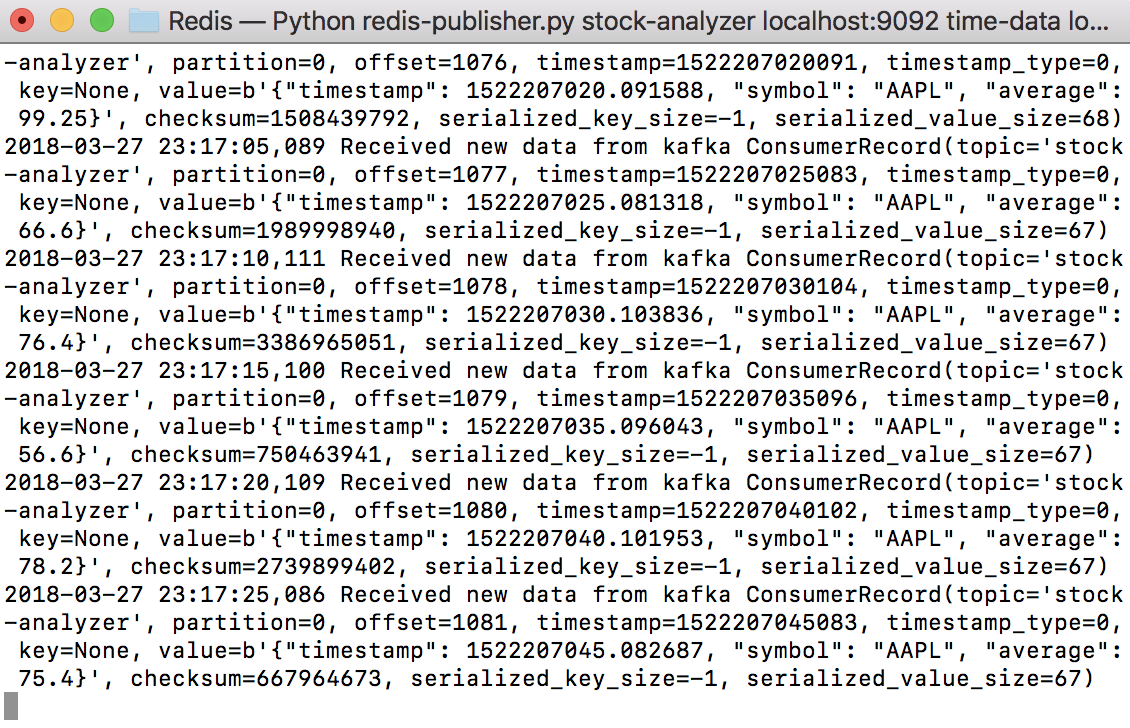 Redis — Python redis-publisher.py stock-analyzer localhost:9092 time-data lo...
-analyzer', partition=0, offset=1076, timestamp=1522207020091, timestamp_type=0,
key=None, value=b'{"timestamp": 1522207020.091588, "symbol": "AAPL", "average":
99.25}', checksum=1508439792, serialized_key_size=-1, serialized_value_size=68)
2018-03-27 23:17:05,089 Received new data from kafka ConsumerRecord(topic='stock
-analyzer', partition=0, offset=1077, timestamp=1522207025083, timestamp_type=0,
key=None, value=b'{"timestamp": 1522207025.081318, "symbol": "AAPL", "average":
66.6}', checksum=1989998940, serialized_key_size=-1, serialized_value_size=67)
2018-03-27 23:17:10,111 Received new data from kafka ConsumerRecord(topic='stock
-analyzer', partition=0, offset=1078, timestamp=1522207030104, timestamp_type=0,
key=None, value=b'{"timestamp": 1522207030.103836, "symbol": "AAPL", "average":
76.4}', checksum=3386965051, serialized_key_size=-1, serialized_value_size=67)
2018-03-27 23:17:15,100 Received new data from kafka ConsumerRecord(topic='stock
-analyzer', partition=0, offset=1079, timestamp=1522207035096, timestamp_type=0,
key=None, value=b'{"timestamp": 1522207035.096043, "symbol": "AAPL", "average":
56.6}', checksum=750463941, serialized_key_size=-1, serialized_value_size=67)
2018-03-27 23:17:20,109 Received new data from kafka ConsumerRecord(topic='stock
-analyzer', partition=0, offset=1080, timestamp=1522207040102, timestamp_type=0,
key=None, value=b'{"timestamp": 1522207040.101953, "symbol": "AAPL", "average":
78.2}', checksum=2739899402, serialized_key_size=-1, serialized_value_size=67)
2018-03-27 23:17:25,086 Received new data from kafka ConsumerRecord(topic='stock
-analyzer', partition=0, offset=1081, timestamp=1522207045083, timestamp_type=0,
key=None, value=b'{"timestamp": 1522207045.082687, "symbol": "AAPL", "average":
75.4}', checksum=667964673, serialized_key_size=-1, serialized_value_size=67)